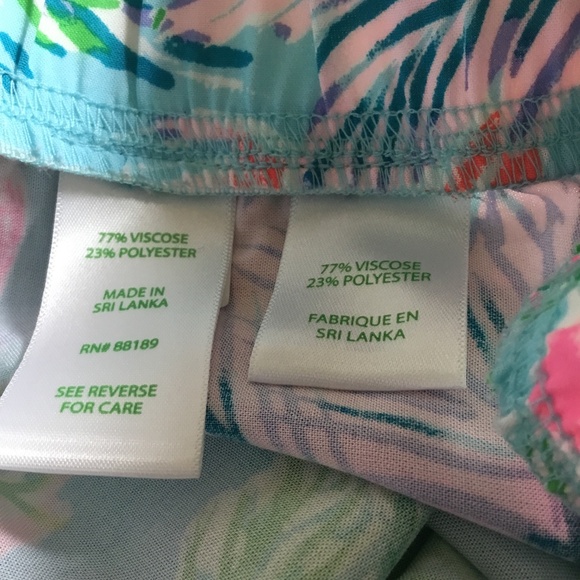 77% VISCOSE
23% POLYESTER
MADE IN
SRI LANKA
RN# 88189
SEE REVERSE
FOR CARE
77% VISCOSE
23% POLYESTER
FABRIQUE EN
SRI LANKA